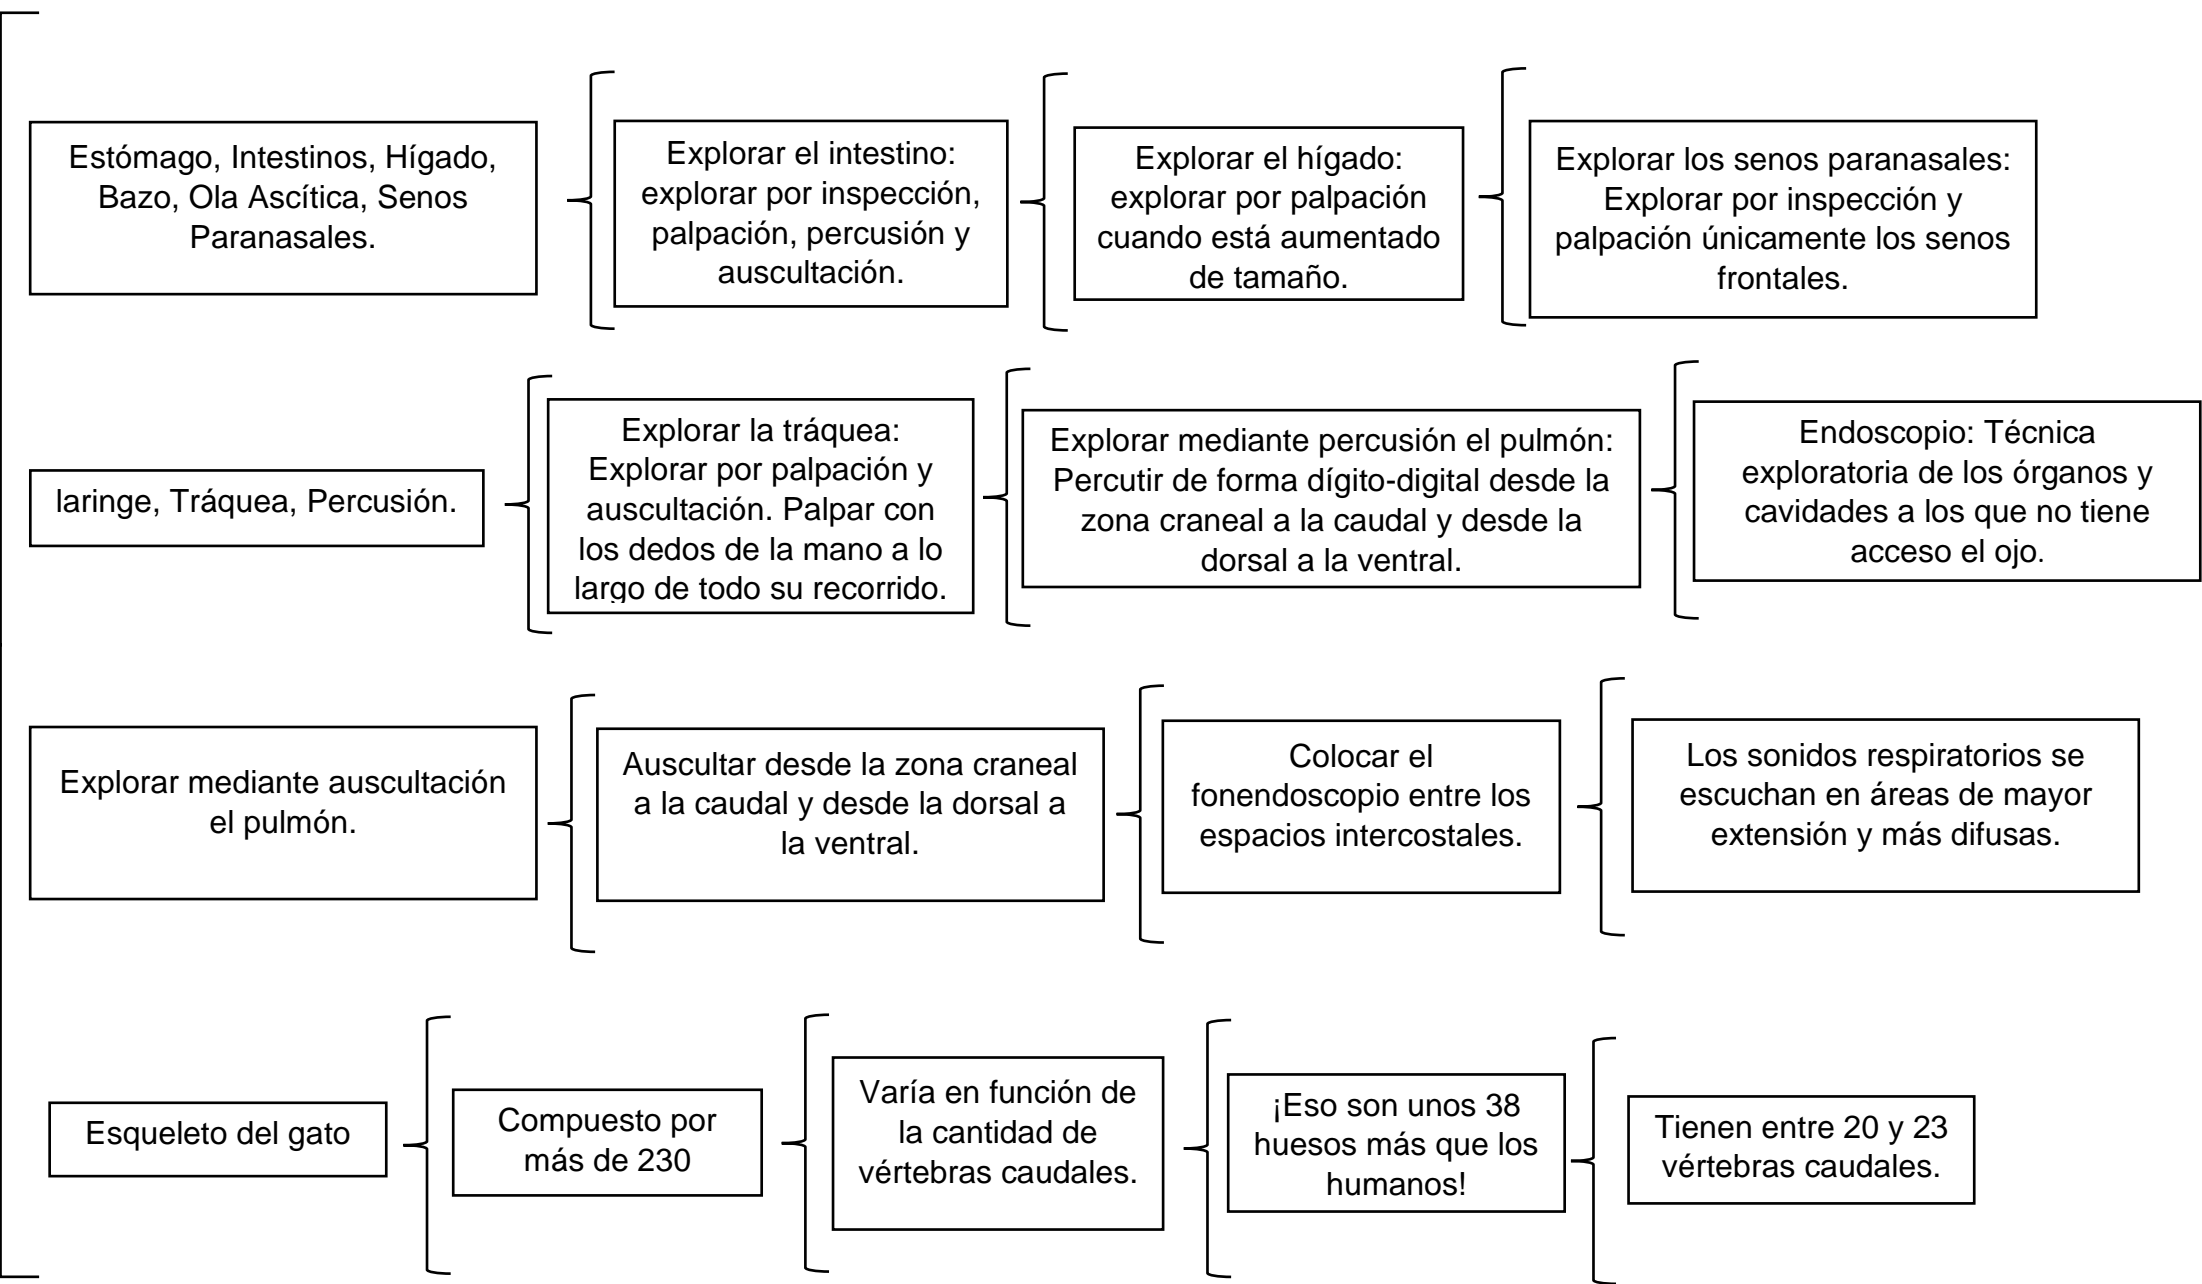 Estómago, Intestinos, Hígado,
Bazo, Ola Ascítica, Senos
Paranasales.
Explorar el intestino:
explorar por inspección,
palpación, percusión y
auscultación.
Explorar el hígado:
explorar por palpación
cuando está aumentado
de tamaño.
Explorar los senos paranasales:
Explorar por inspección y
palpación únicamente los senos
frontales.
laringe, Tráquea, Percusión.
Explorar la tráquea:
Explorar por palpación y
auscultación. Palpar con
los dedos de la mano a lo
largo de todo su recorrido.
Explorar mediante percusión el pulmón:
Percutir de forma dígito-digital desde la
zona craneal a la caudal y desde la
dorsal a la ventral.
Endoscopio: Técnica
exploratoria de los órganos y
cavidades a los que no tiene
acceso el ojo.
Explorar mediante auscultación
el pulmón.
Auscultar desde la zona craneal
a la caudal y desde la dorsal a
la ventral.
Colocar el
fonendoscopio entre los
espacios intercostales.
Los sonidos respiratorios se
escuchan en áreas de mayor
extensión y más difusas.
Esqueleto del gato
Compuesto por
más de 230
Varía en función de
la cantidad de
vértebras caudales.
¡Eso son unos 38
huesos más que los
humanos!
Tienen entre 20 y 23
vértebras caudales.